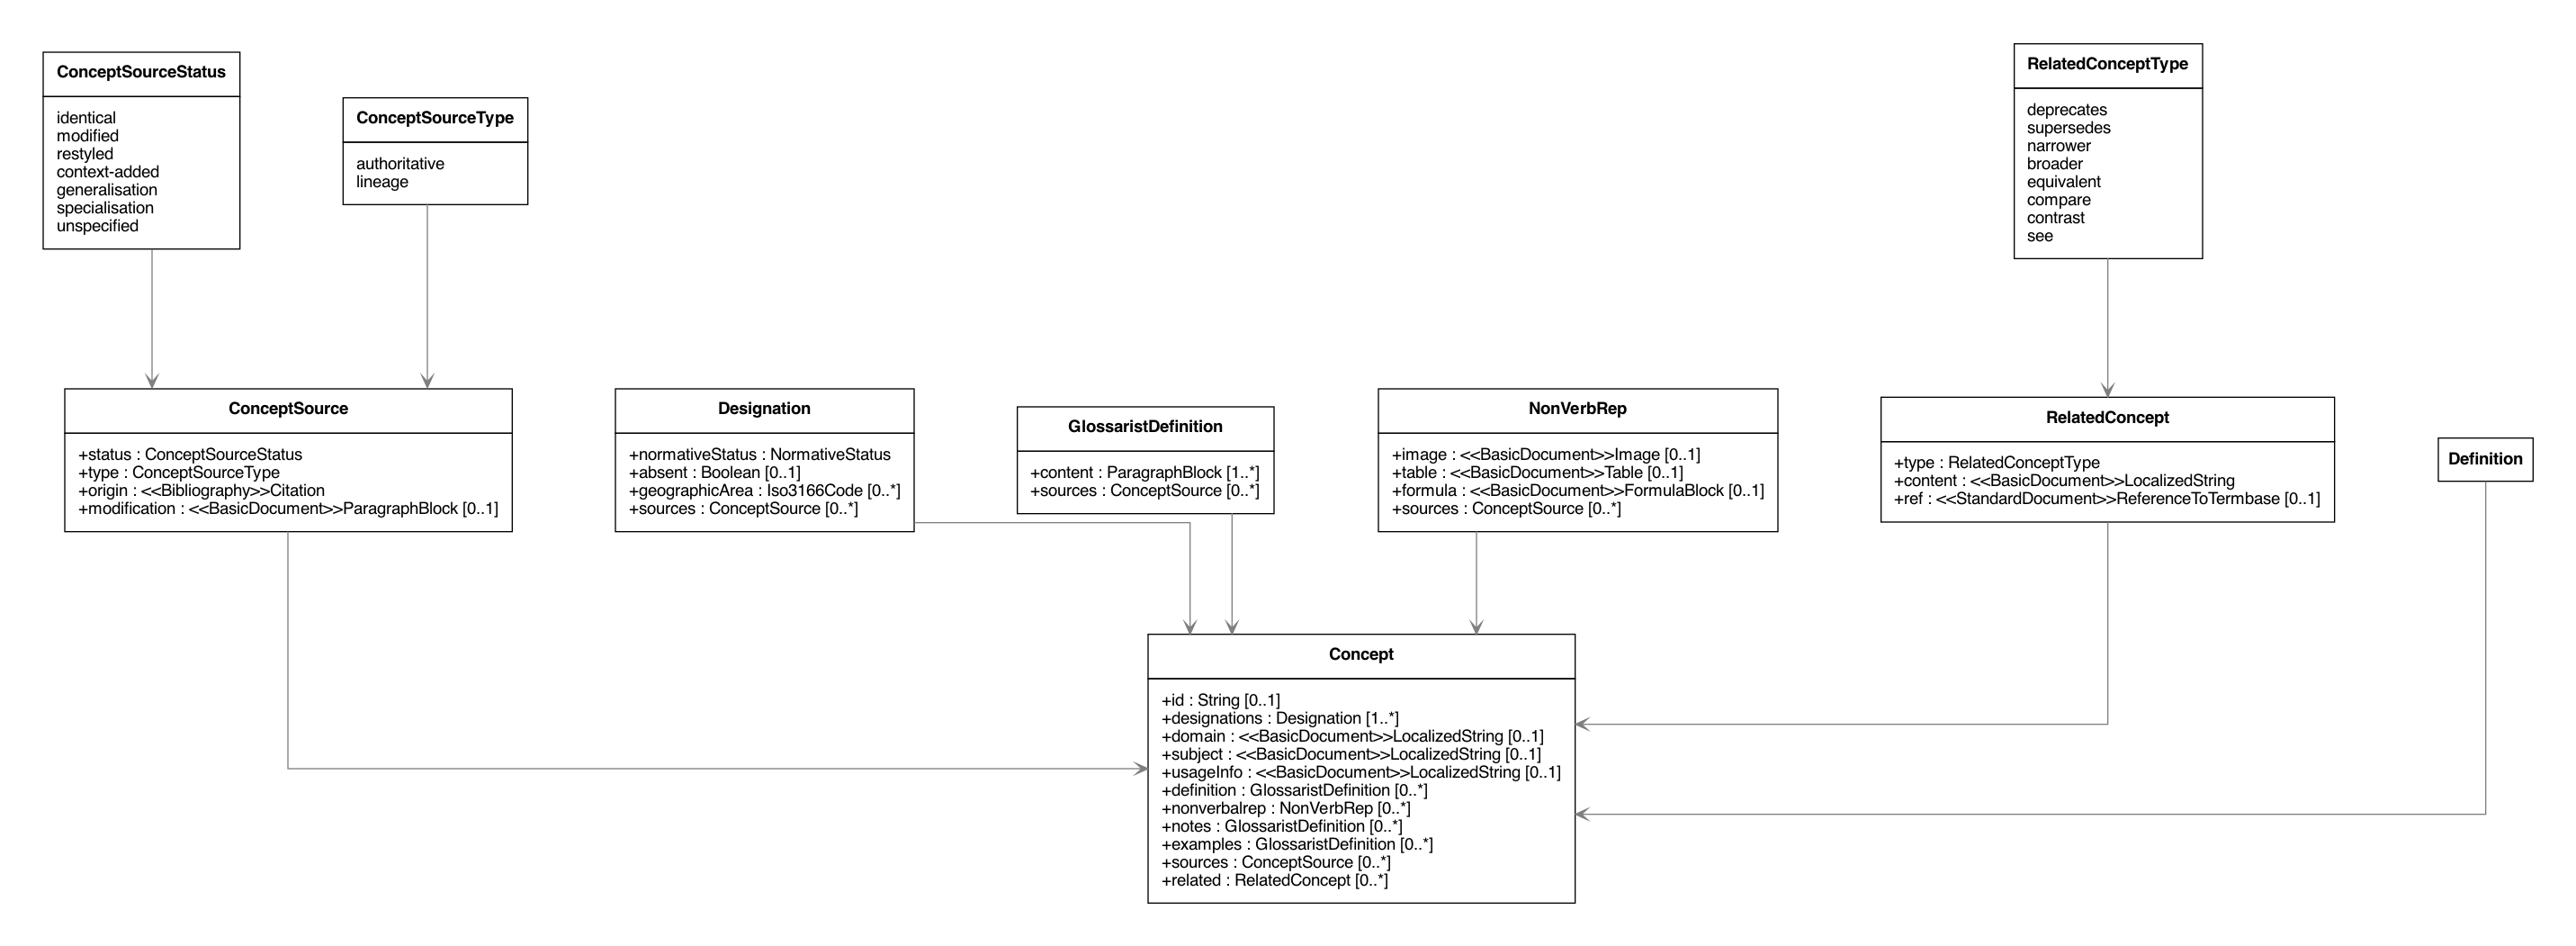 ConceptSourceStatus
identical
modified
restyled
context-added
generalisation
specialisation
unspecified
ConceptSourceType
authoritative
lineage
RelatedConceptType
deprecates
supersedes
narrower
broader
equivalent
compare
contrast
see
ConceptSource
+status : ConceptSourceStatus
+type : ConceptSourceType
+origin : <<Bibliography>>Citation
+modification : <<BasicDocument>>ParagraphBlock [0..1]
Designation
+normativeStatus : NormativeStatus
+absent : Boolean [0..1]
+geographicArea : Iso3166Code [0..*]
+sources : ConceptSource [0..*]
GlossaristDefinition
+content : ParagraphBlock [1..*]
+sources : ConceptSource [0..*]
NonVerbRep
+image : <<BasicDocument>>Image [0..1]
+table : <<BasicDocument>>Table [0..1]
+formula : <<BasicDocument>>FormulaBlock [0..1]
+sources : ConceptSource [0..*]
RelatedConcept
+type : RelatedConceptType
+content : <<BasicDocument>>LocalizedString
+ref : <<StandardDocument>>ReferenceToTermbase [0..1]
Definition
Concept
+id : String [0..1]
+designations : Designation [1..*]
+domain : <<BasicDocument>>LocalizedString [0..1]
+subject : <<BasicDocument>>LocalizedString [0..1]
+usageInfo : <<BasicDocument>>LocalizedString [0..1]
+definition : GlossaristDefinition [0..*]
+nonverbalrep : NonVerbRep [0..*]
+notes : GlossaristDefinition [0..*]
+examples : GlossaristDefinition [0..*]
+sources : ConceptSource [0..*]
+related : RelatedConcept [0..*]